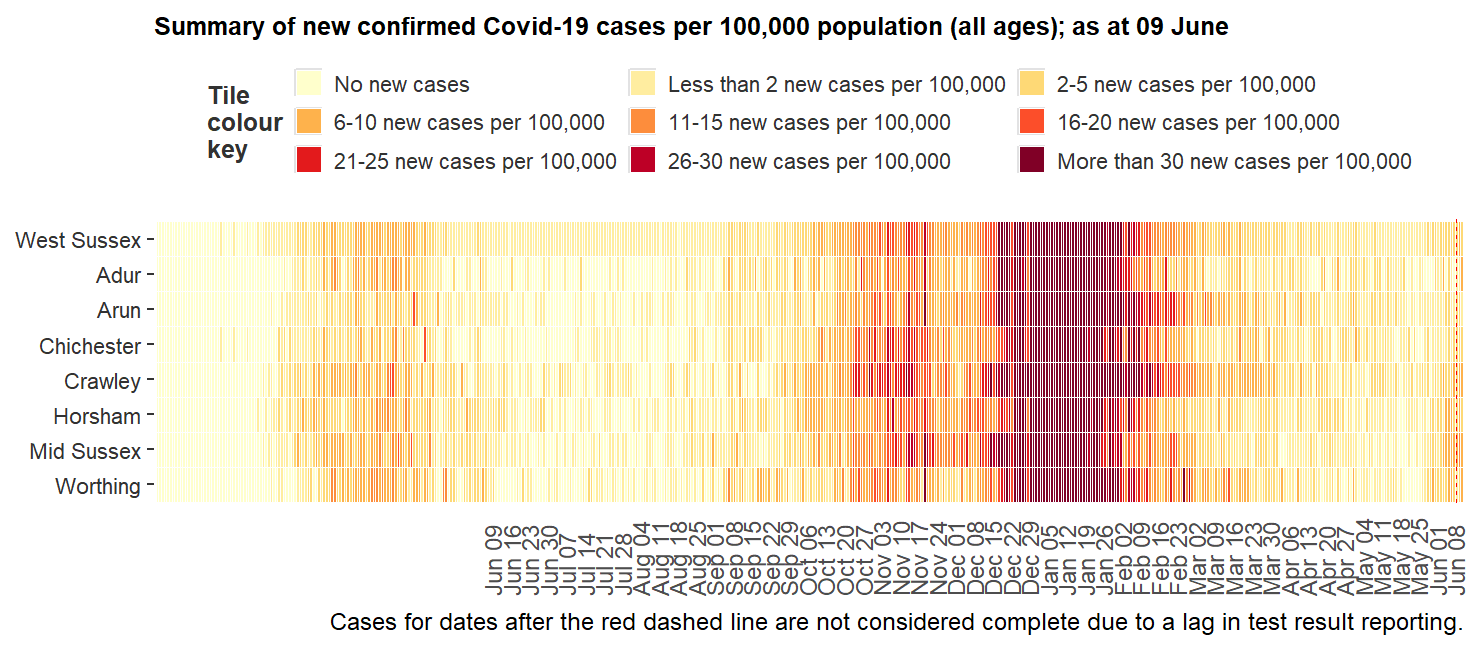 Summary of new confirmed Covid-19 cases per 100,000 population (all ages); as at 09 June
Tile
colour
key
No new cases
Less than 2 new cases per 100,000
2-5 new cases per 100,000
6-10 new cases per 100,000
11-15 new cases per 100,000
16-20 new cases per 100,000
21-25 new cases per 100,000
26-30 new cases per 100,000
More than 30 new cases per 100,000
West Sussex
Adur
Arun
Chichester
Crawley
Horsham
Mid Sussex
Worthing
Jun 09
Jun 16
Jun 23
Jun 30
Jul 07
Jul 14
Jul 21
Jul 28
Aug 04
Aug 11
Aug 18
Aug 25
Sep 01
Sep 08
Sep 15
Sep 22
Sep 29
Oct 06
Oct 13
Oct 20
Oct 27
Nov 03
Nov 10
Nov 17
Nov 24
Dec 01
Dec 08
Dec 15
Dec 22
Dec 29
Jan 05
Jan 12
Jan 19
Jan 26
Feb 02
Feb 09
Feb 16
Feb 23
Mar 02
Mar 09
Mar 16
Mar 23
Mar 30
Apr 06
Apr 13
Apr 20
Apr 27
May 04
May 11
May 18
May 25
Jun 01
Jun 08
Cases for dates after the red dashed line are not considered complete due to a lag in test result reporting.